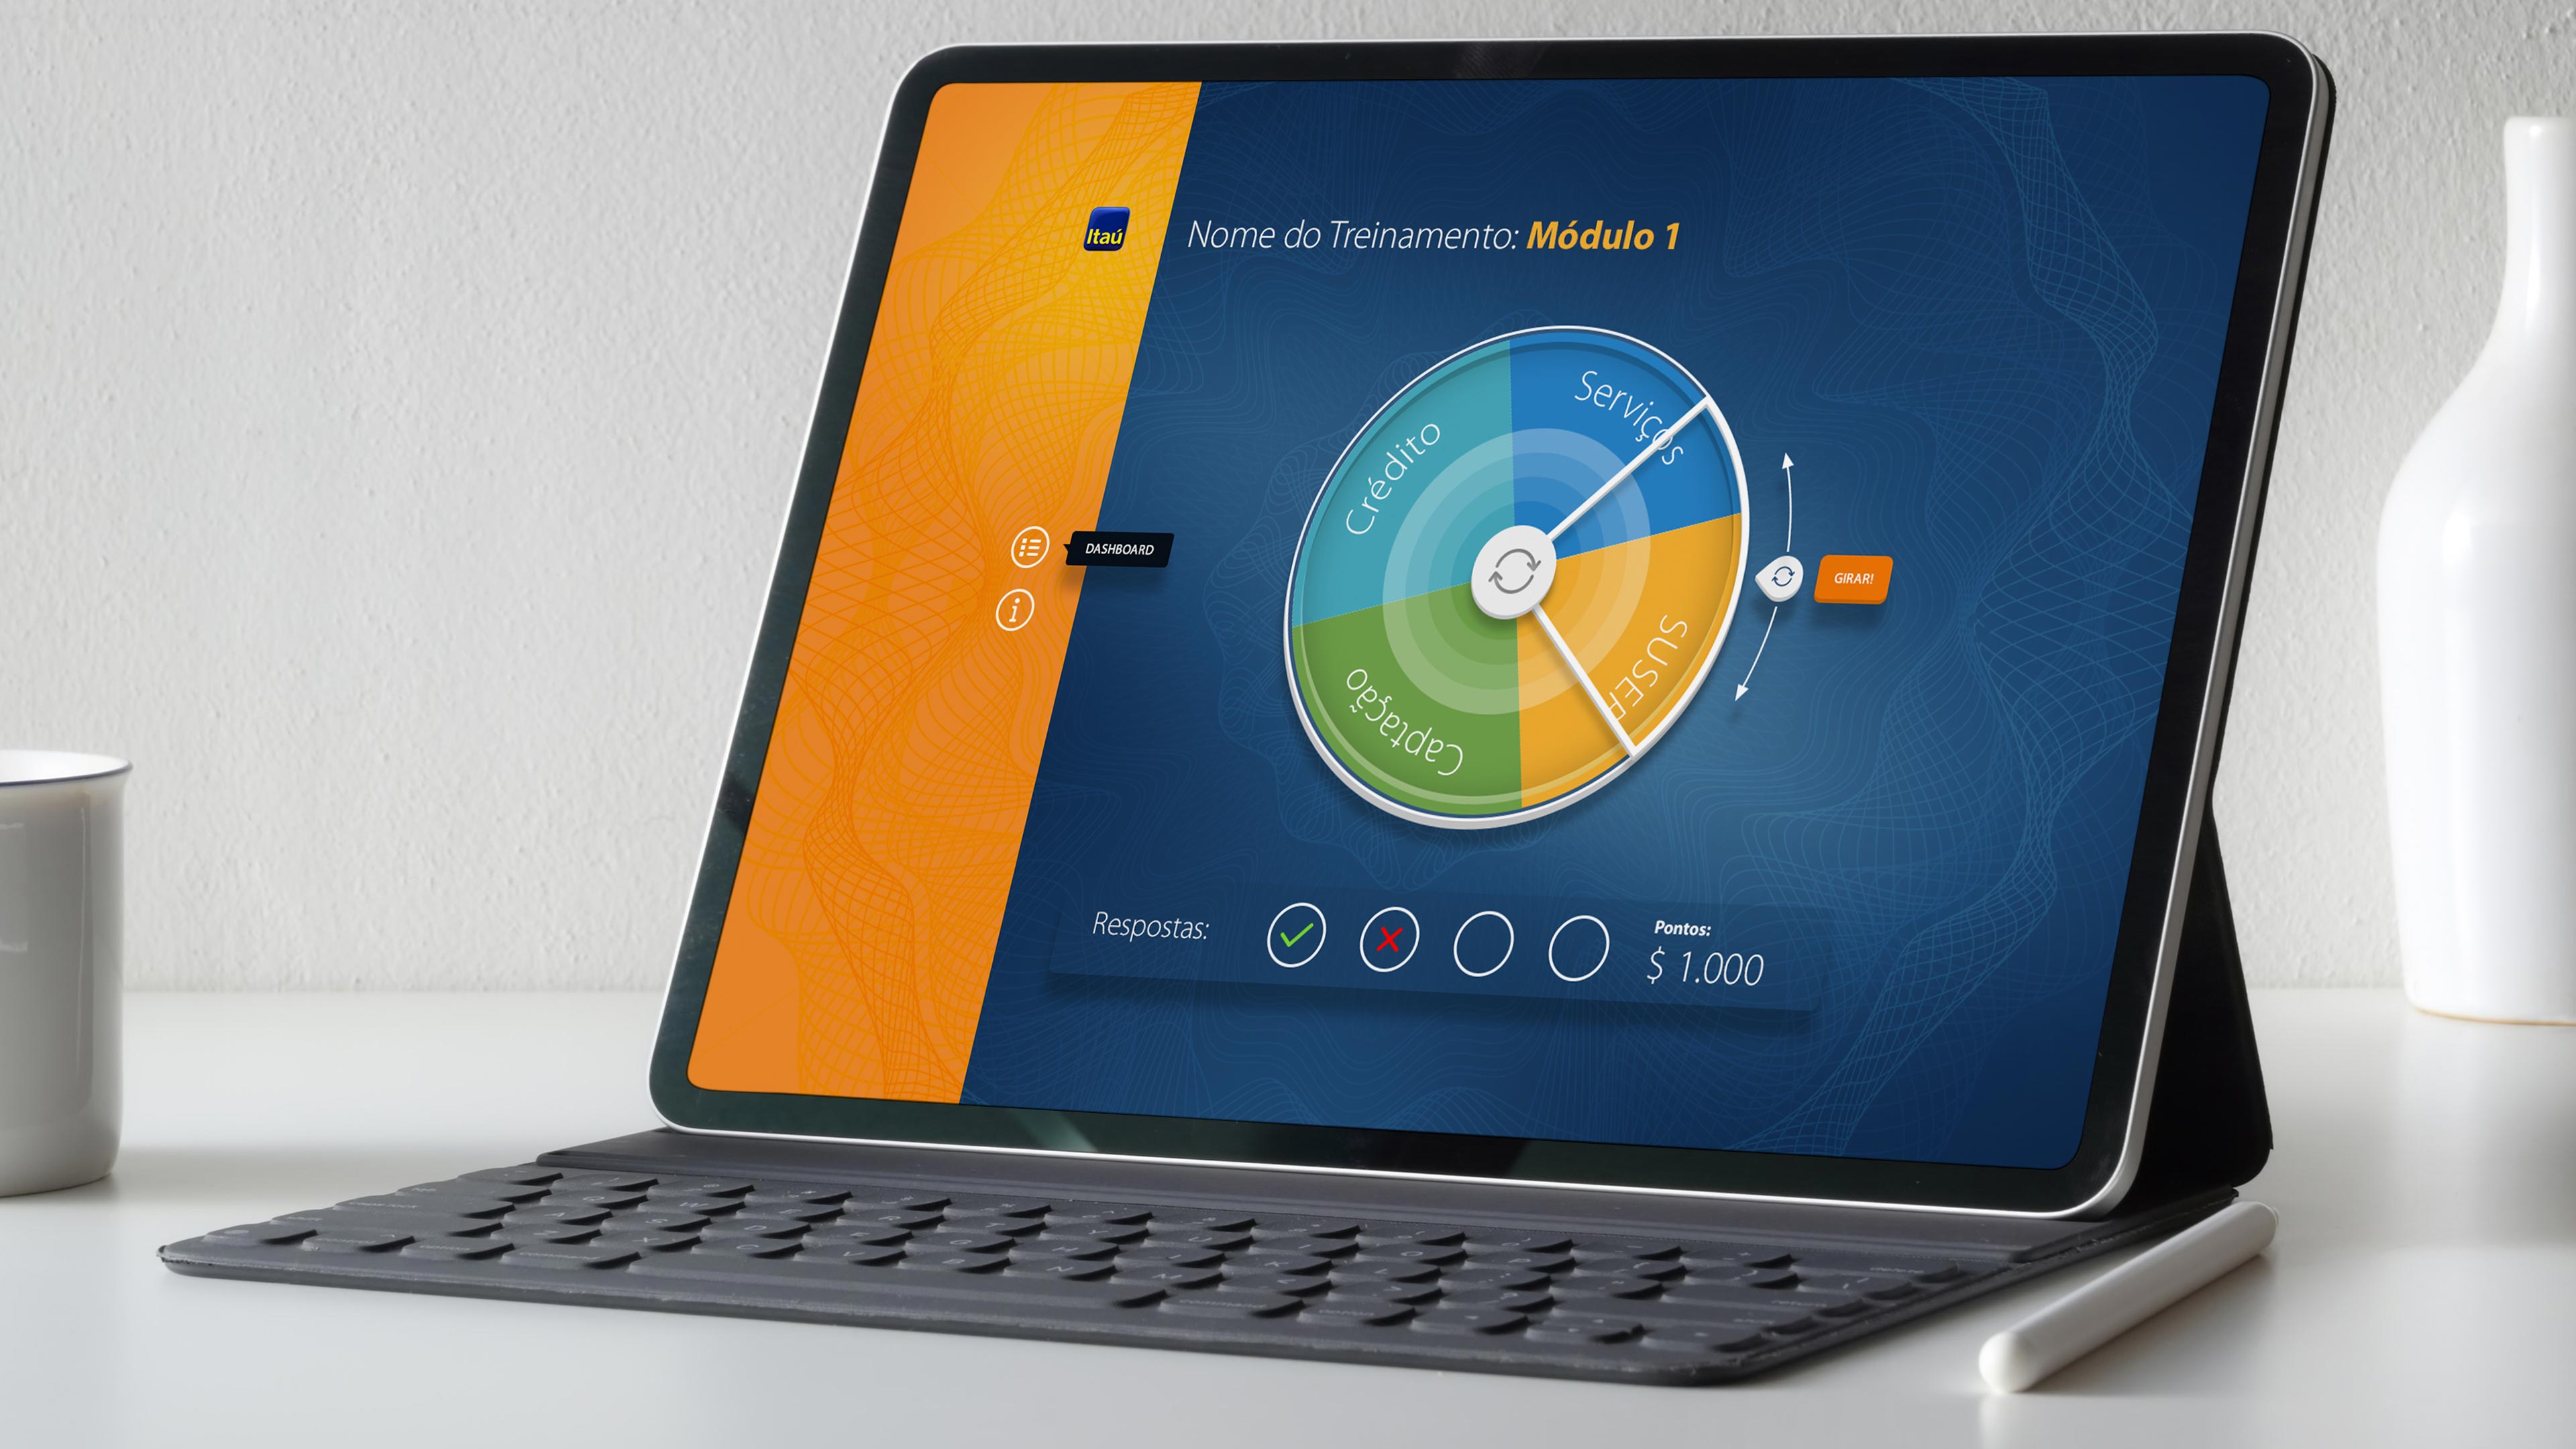 Itaú
Nome do Treinamento: Módulo 1
Crédito
Serviços
DASHBOARD
GIRAR!
SUSEP
Captação
Respostas:
Pontos:
$ 1.000